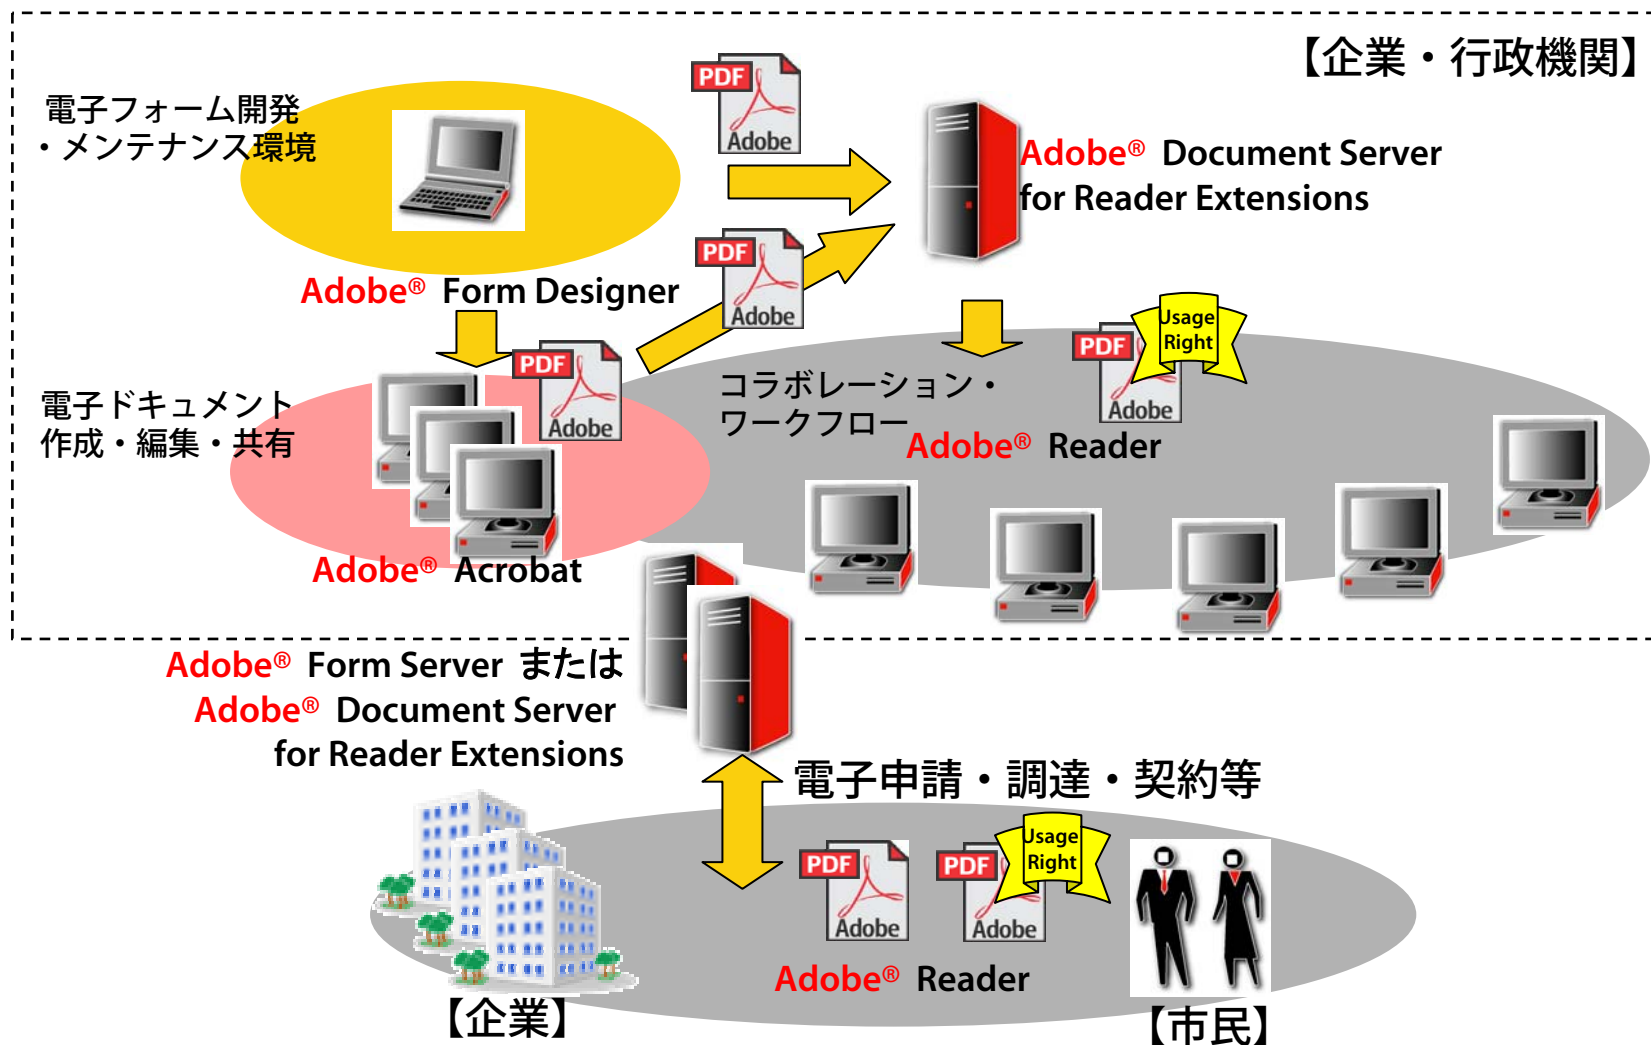 【企業・行政機関】
電子フォーム開発
・メンテナンス環境
PDF
Adobe
Adobe® Document Server
for Reader Extensions
PDF
Adobe
Adobe® Form Designer
Usage
Right
PDF
Adobe
PDF
Adobe
電子ドキュメント
作成・編集・共有
コラボレーション・
ワークフロー
Adobe® Reader
Adobe® Acrobat
Adobe® Form Server または
Adobe® Document Server
for Reader Extensions
電子申請・調達・契約等
PDF
Adobe
PDF
Adobe
Usage
Right
Adobe® Reader
【企業】
【市民】